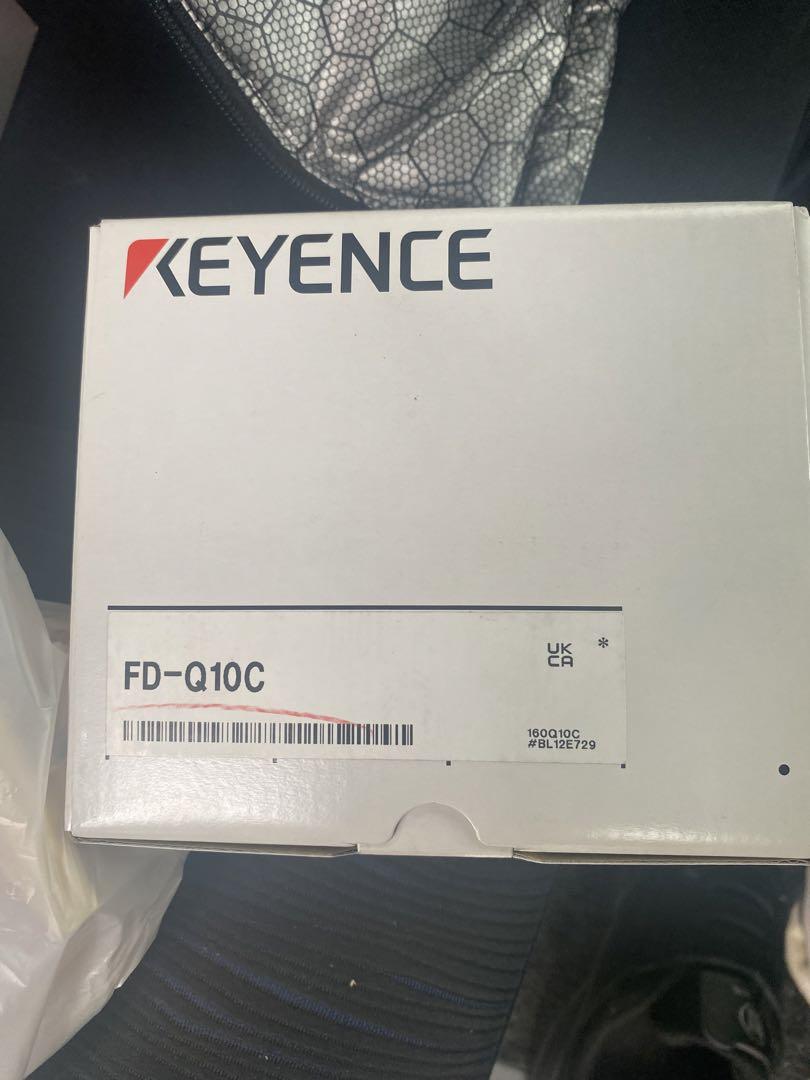 KEYENCE
FD-Q10C
UK
CA
*
160Q10C
#BL12E729